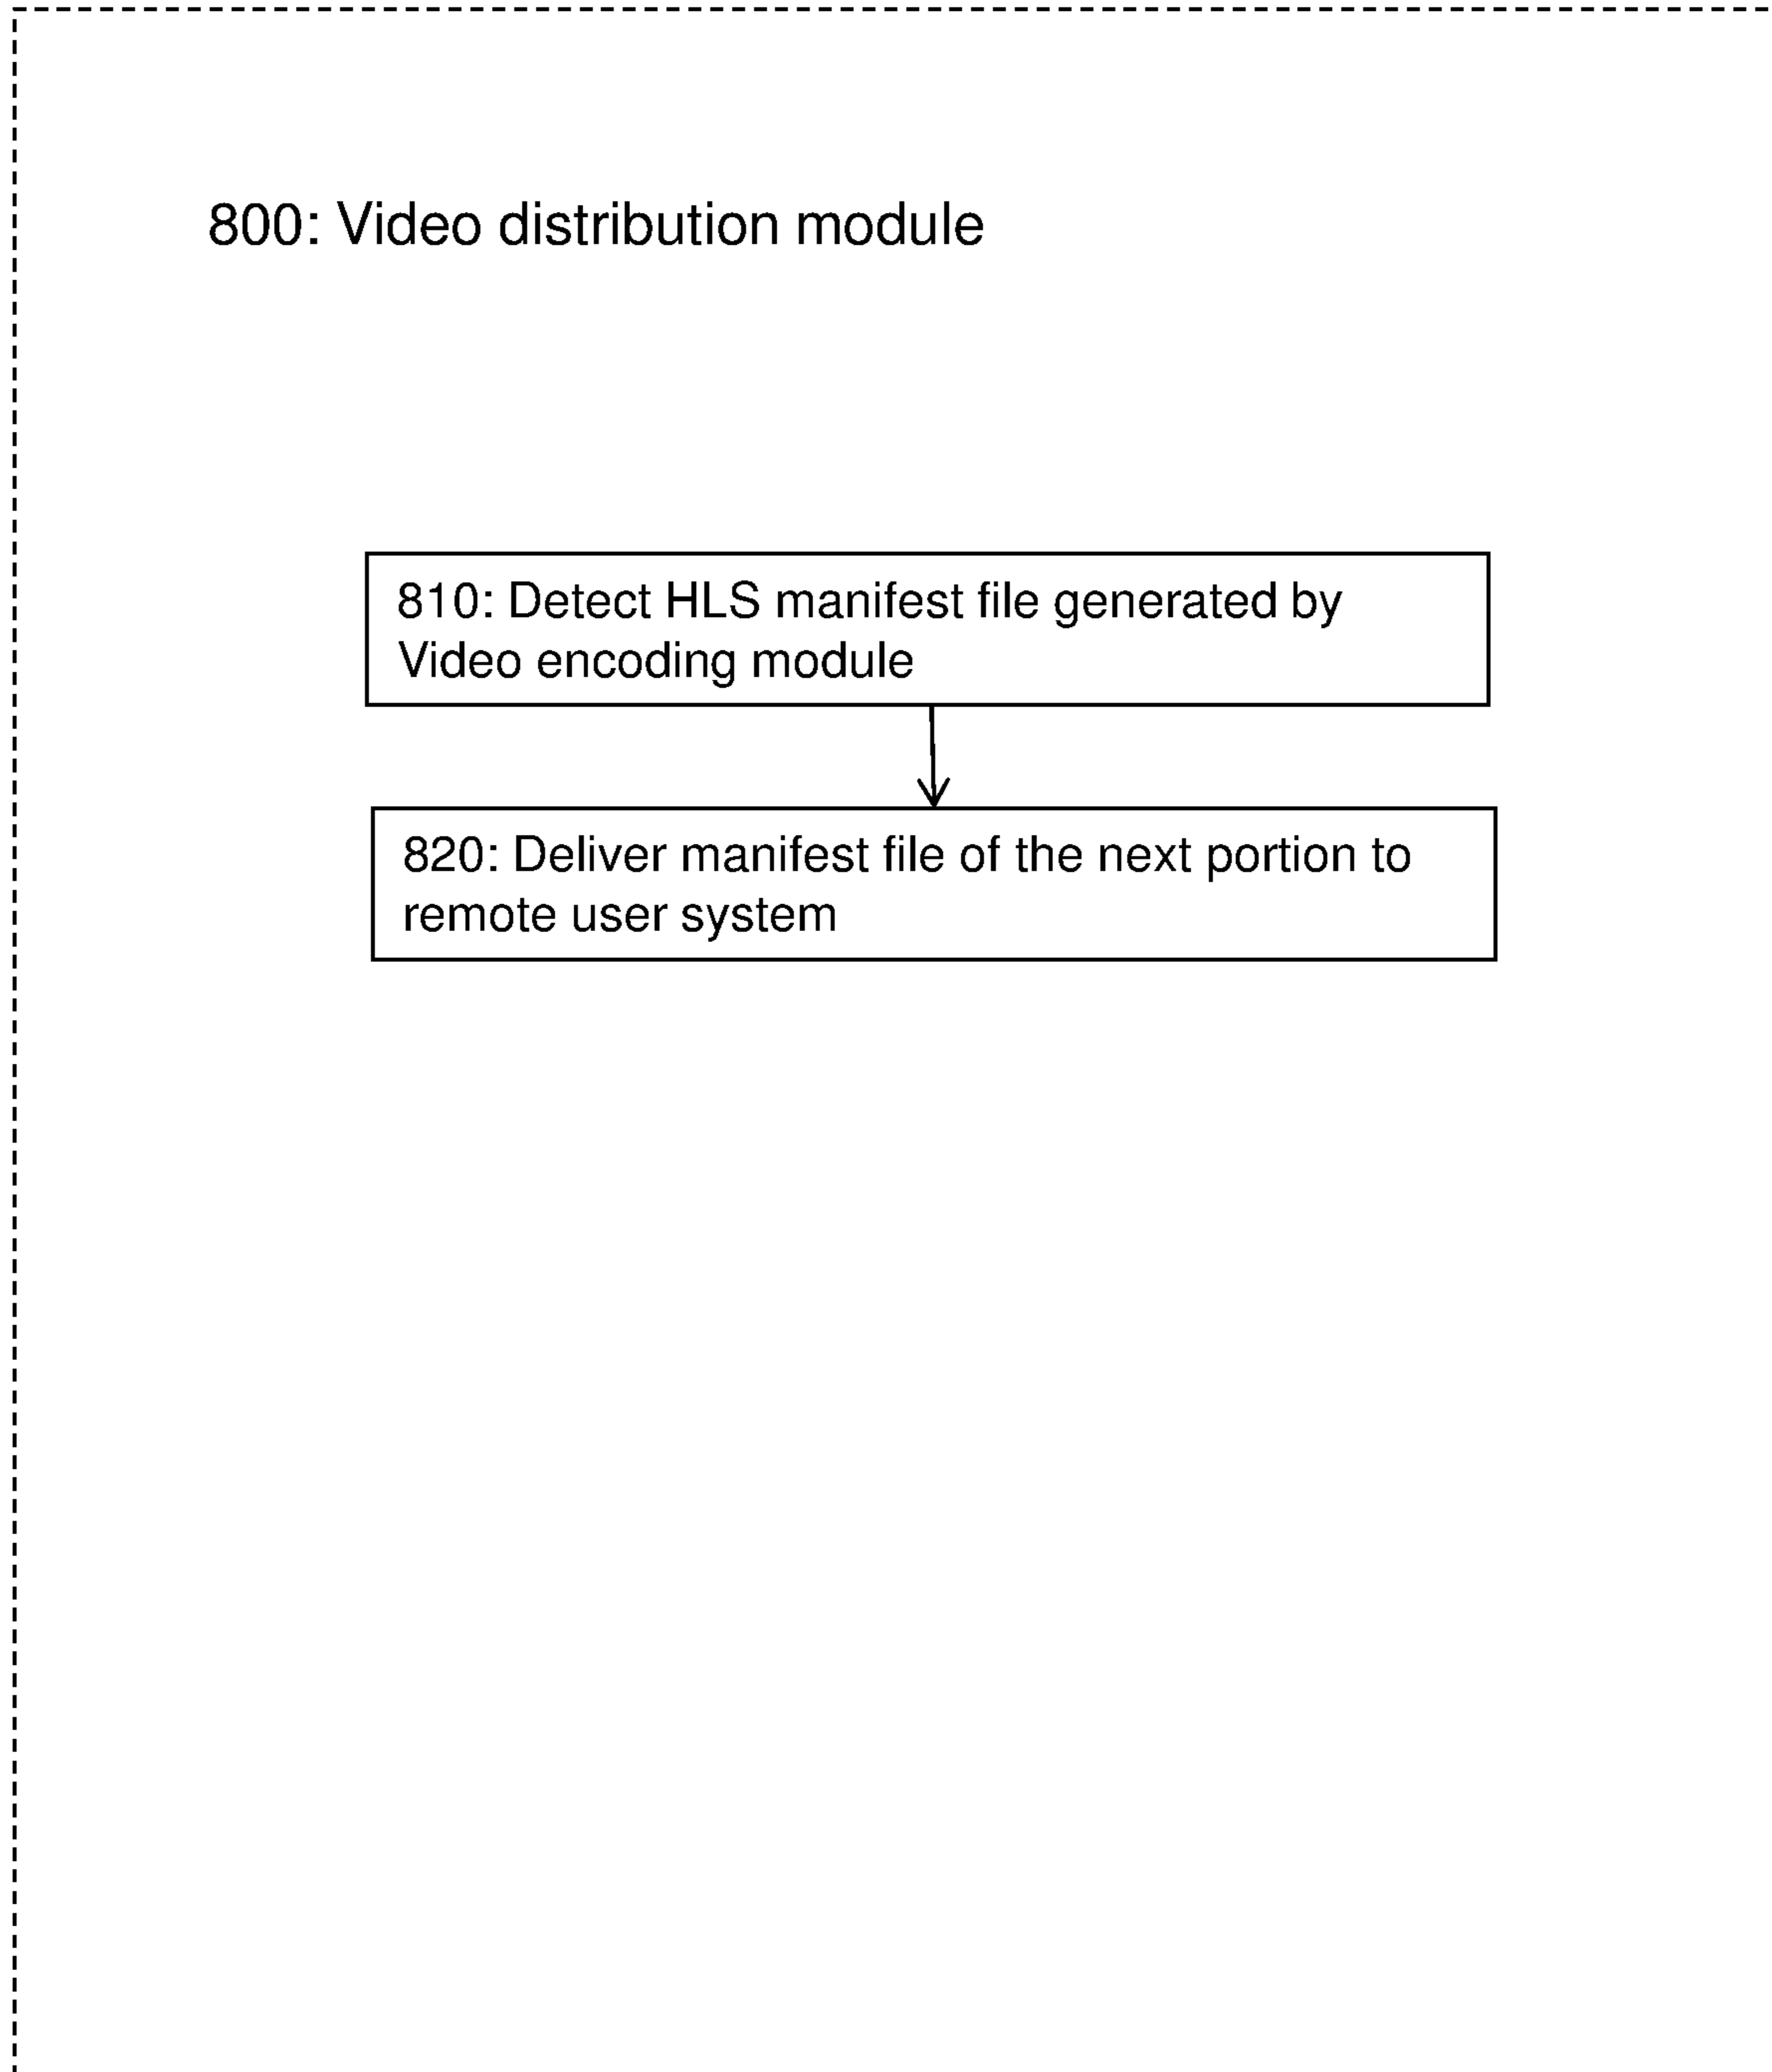 800: Video distribution module
810: Detect HLS manifest file generated by
Video encoding module
820: Deliver manifest file of the next portion to
remote user system